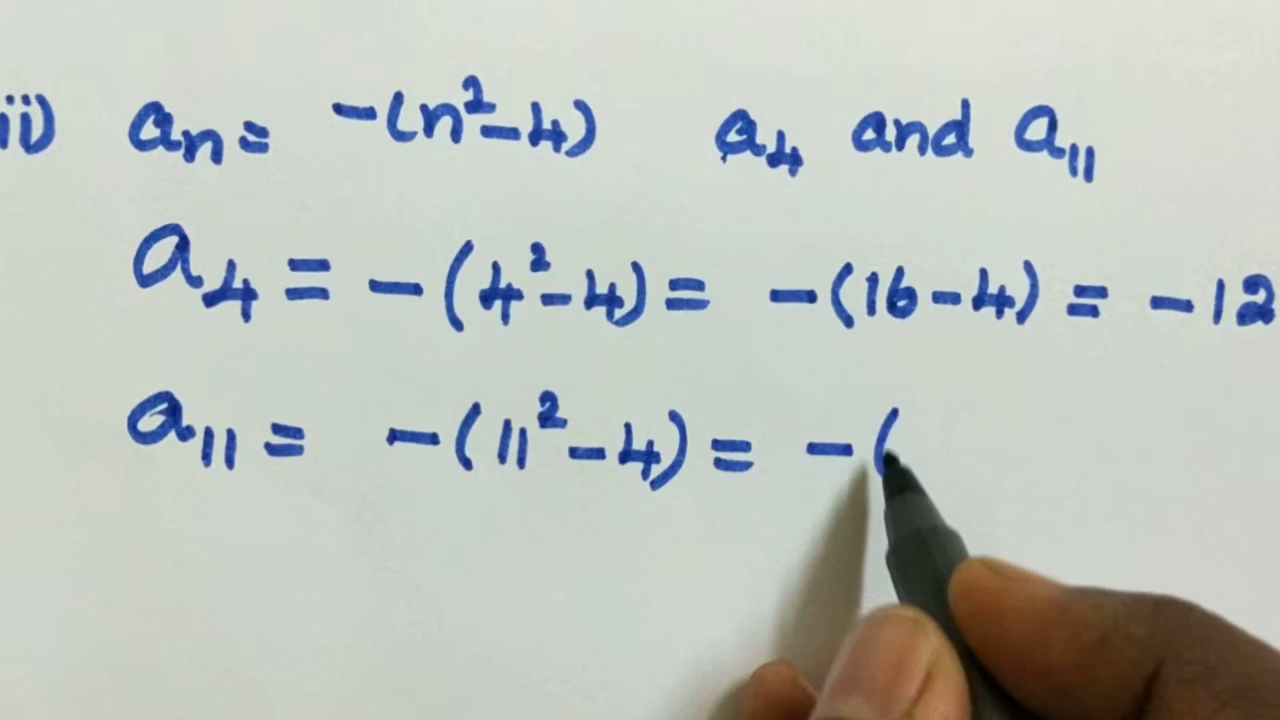 ii) an = -(n²-4) a₄ and a₁₁
a₄ = -(4²-4) = -(16-4) = -12
a₁₁ = -(11²-4) = -(